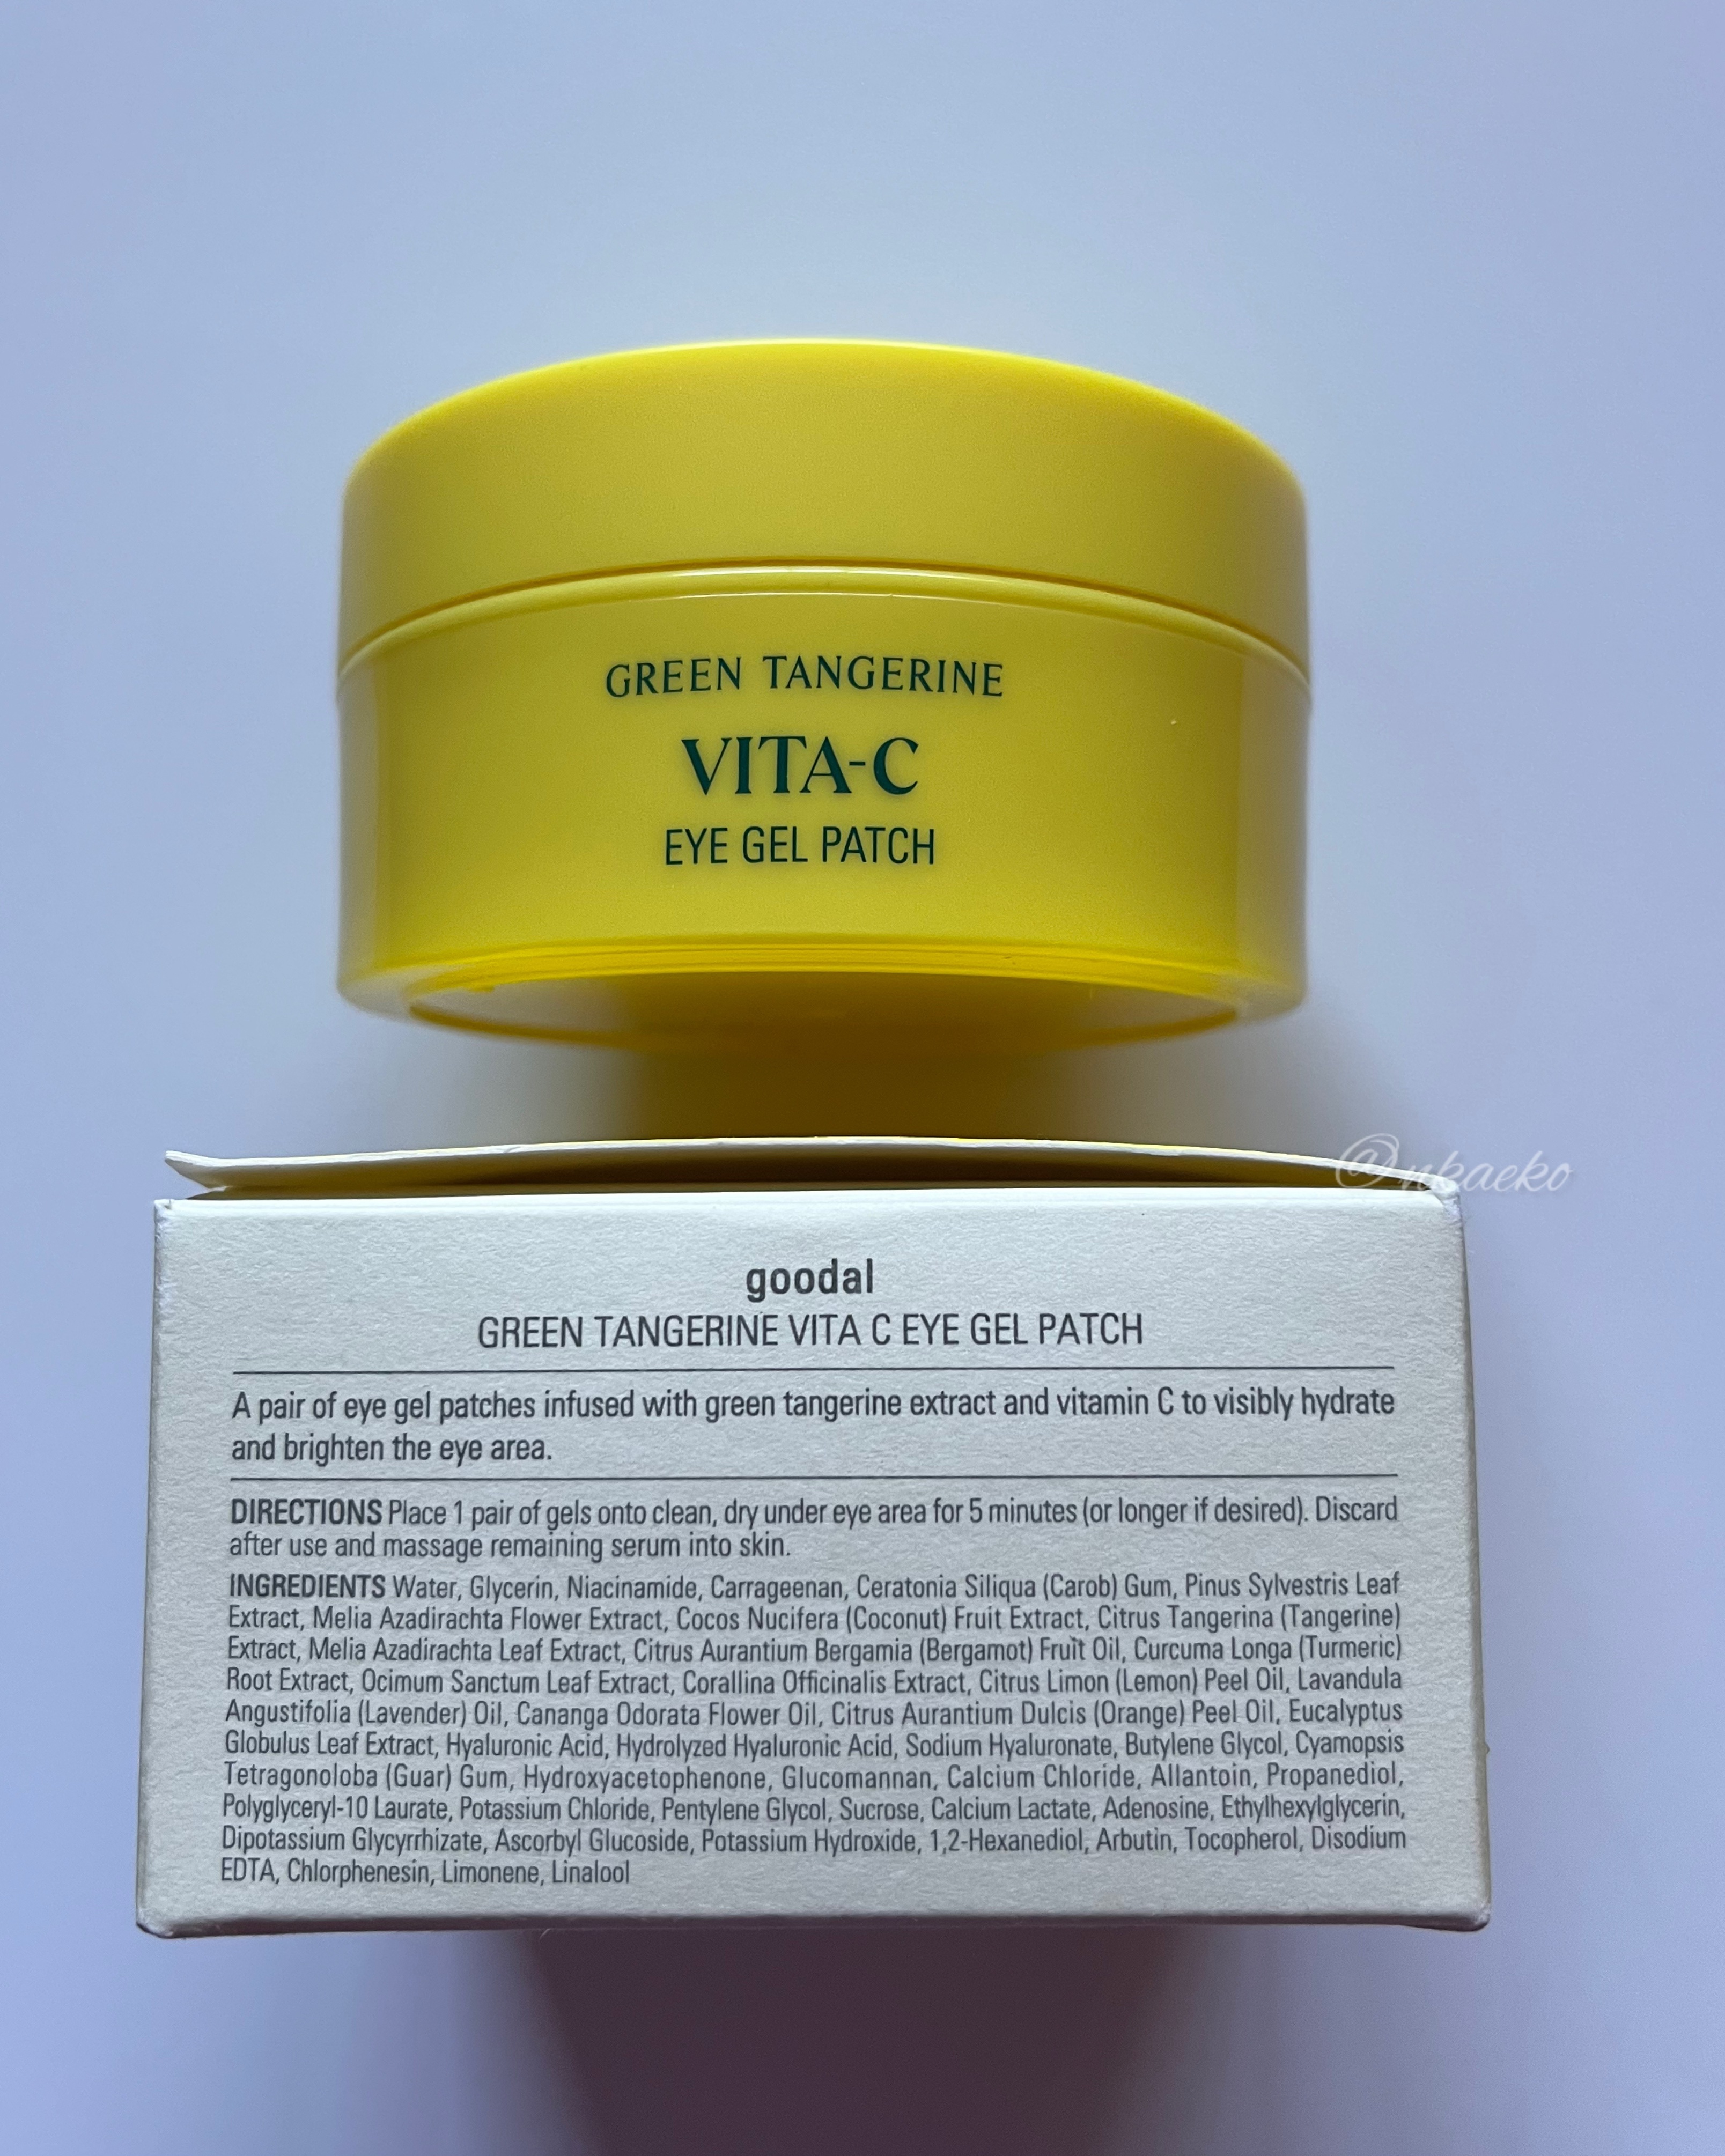 GREEN TANGERINE
VITA-C
EYE GEL PATCH
@nkaeko
goodal
GREEN TANGERINE VITA C EYE GEL PATCH
A pair of eye gel patches infused with green tangerine extract and vitamin C to visibly hydrate
and brighten the eye area.
DIRECTIONS Place 1 pair of gels onto clean, dry under eye area for 5 minutes (or longer if desired). Discard
after use and massage remaining serum into skin.
INGREDIENTS Water, Glycerin, Niacinamide, Carrageenan, Ceratonia Siliqua (Carob) Gum, Pinus Sylvestris Leaf
Extract, Melia Azadirachta Flower Extract, Cocos Nucifera (Coconut) Fruit Extract, Citrus Tangerina (Tangerine)
Extract, Melia Azadirachta Leaf Extract, Citrus Aurantium Bergamia (Bergamot) Fruit Oil, Curcuma Longa (Turmeric)
Root Extract, Ocimum Sanctum Leaf Extract, Corallina Officinalis Extract, Citrus Limon (Lemon) Peel Oil, Lavandula
Angustifolia (Lavender) Oil, Cananga Odorata Flower Oil, Citrus Aurantium Dulcis (Orange) Peel Oil, Eucalyptus
Globulus Leaf Extract, Hyaluronic Acid, Hydrolyzed Hyaluronic Acid, Sodium Hyaluronate, Butylene Glycol, Cyamopsis
Tetragonoloba (Guar) Gum, Hydroxyacetophenone, Glucomannan, Calcium Chloride, Allantoin, Propanediol,
Polyglyceryl-10 Laurate, Potassium Chloride, Pentylene Glycol, Sucrose, Calcium Lactate, Adenosine, Ethylhexylglycerin,
Dipotassium Glycyrrhizate, Ascorbyl Glucoside, Potassium Hydroxide, 1,2-Hexanediol, Arbutin, Tocopherol, Disodium
EDTA, Chlorphenesin, Limonene, Linalool